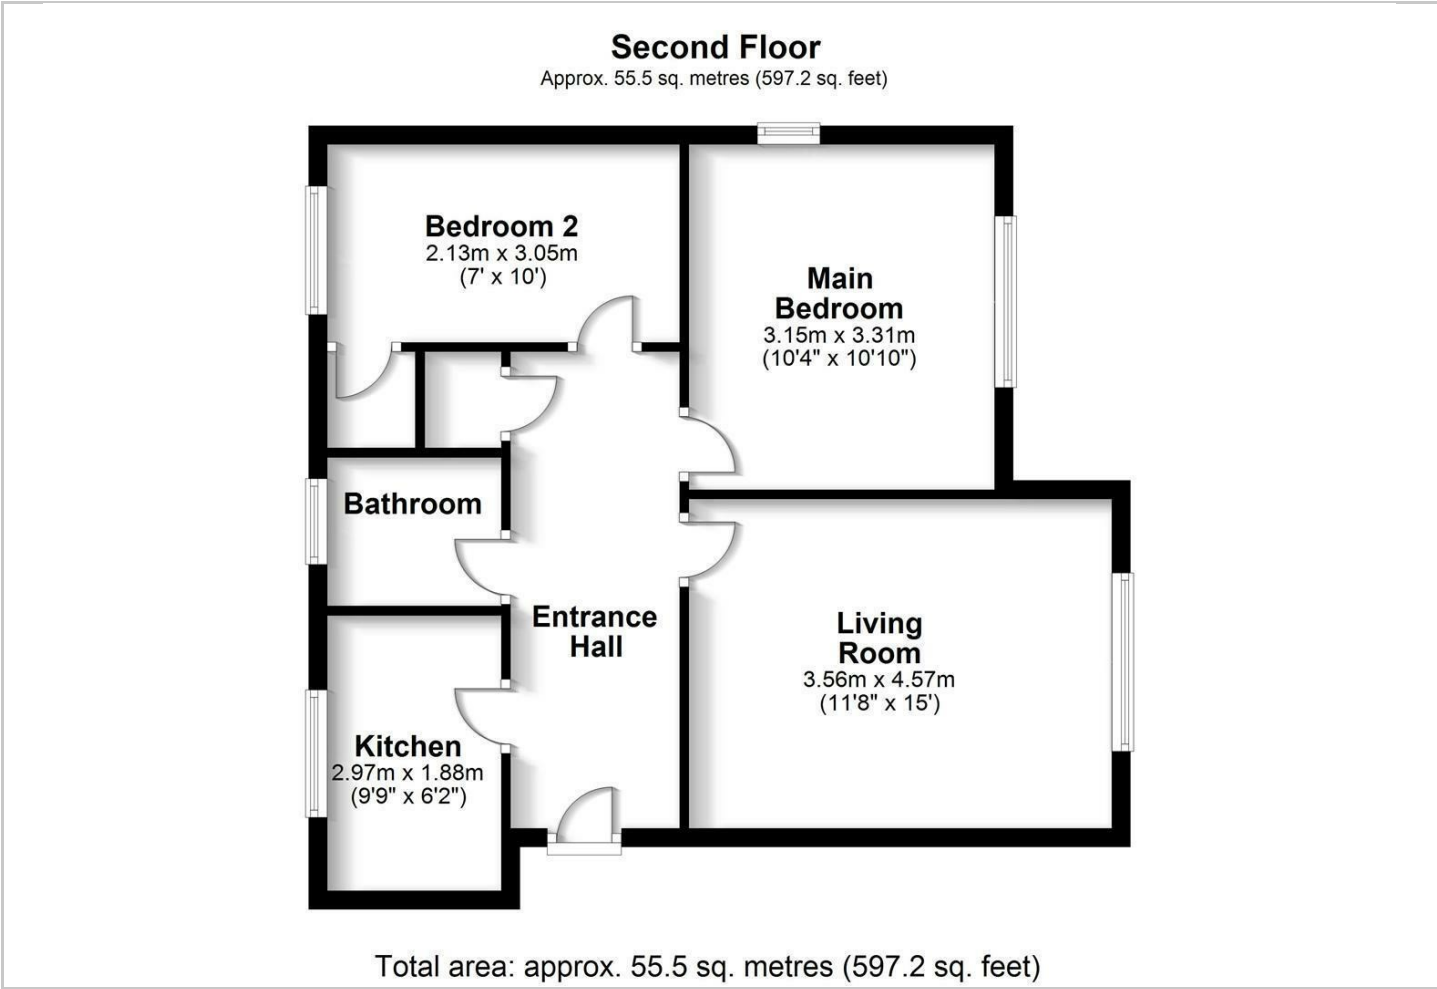 Second Floor
Approx. 55.5 sq. metres (597.2 sq. feet)
Bedroom 2
2.13m x 3.05m
(7' x 10')
Main
Bedroom
3.15m x 3.31m
(10'4" x 10'10")
Bathroom
Entrance
Hall
Living
Room
3.56m x 4.57m
(11'8" x 15')
Kitchen
2.97m x 1.88m
(9'9" x 6'2")
Total area: approx. 55.5 sq. metres (597.2 sq. feet)